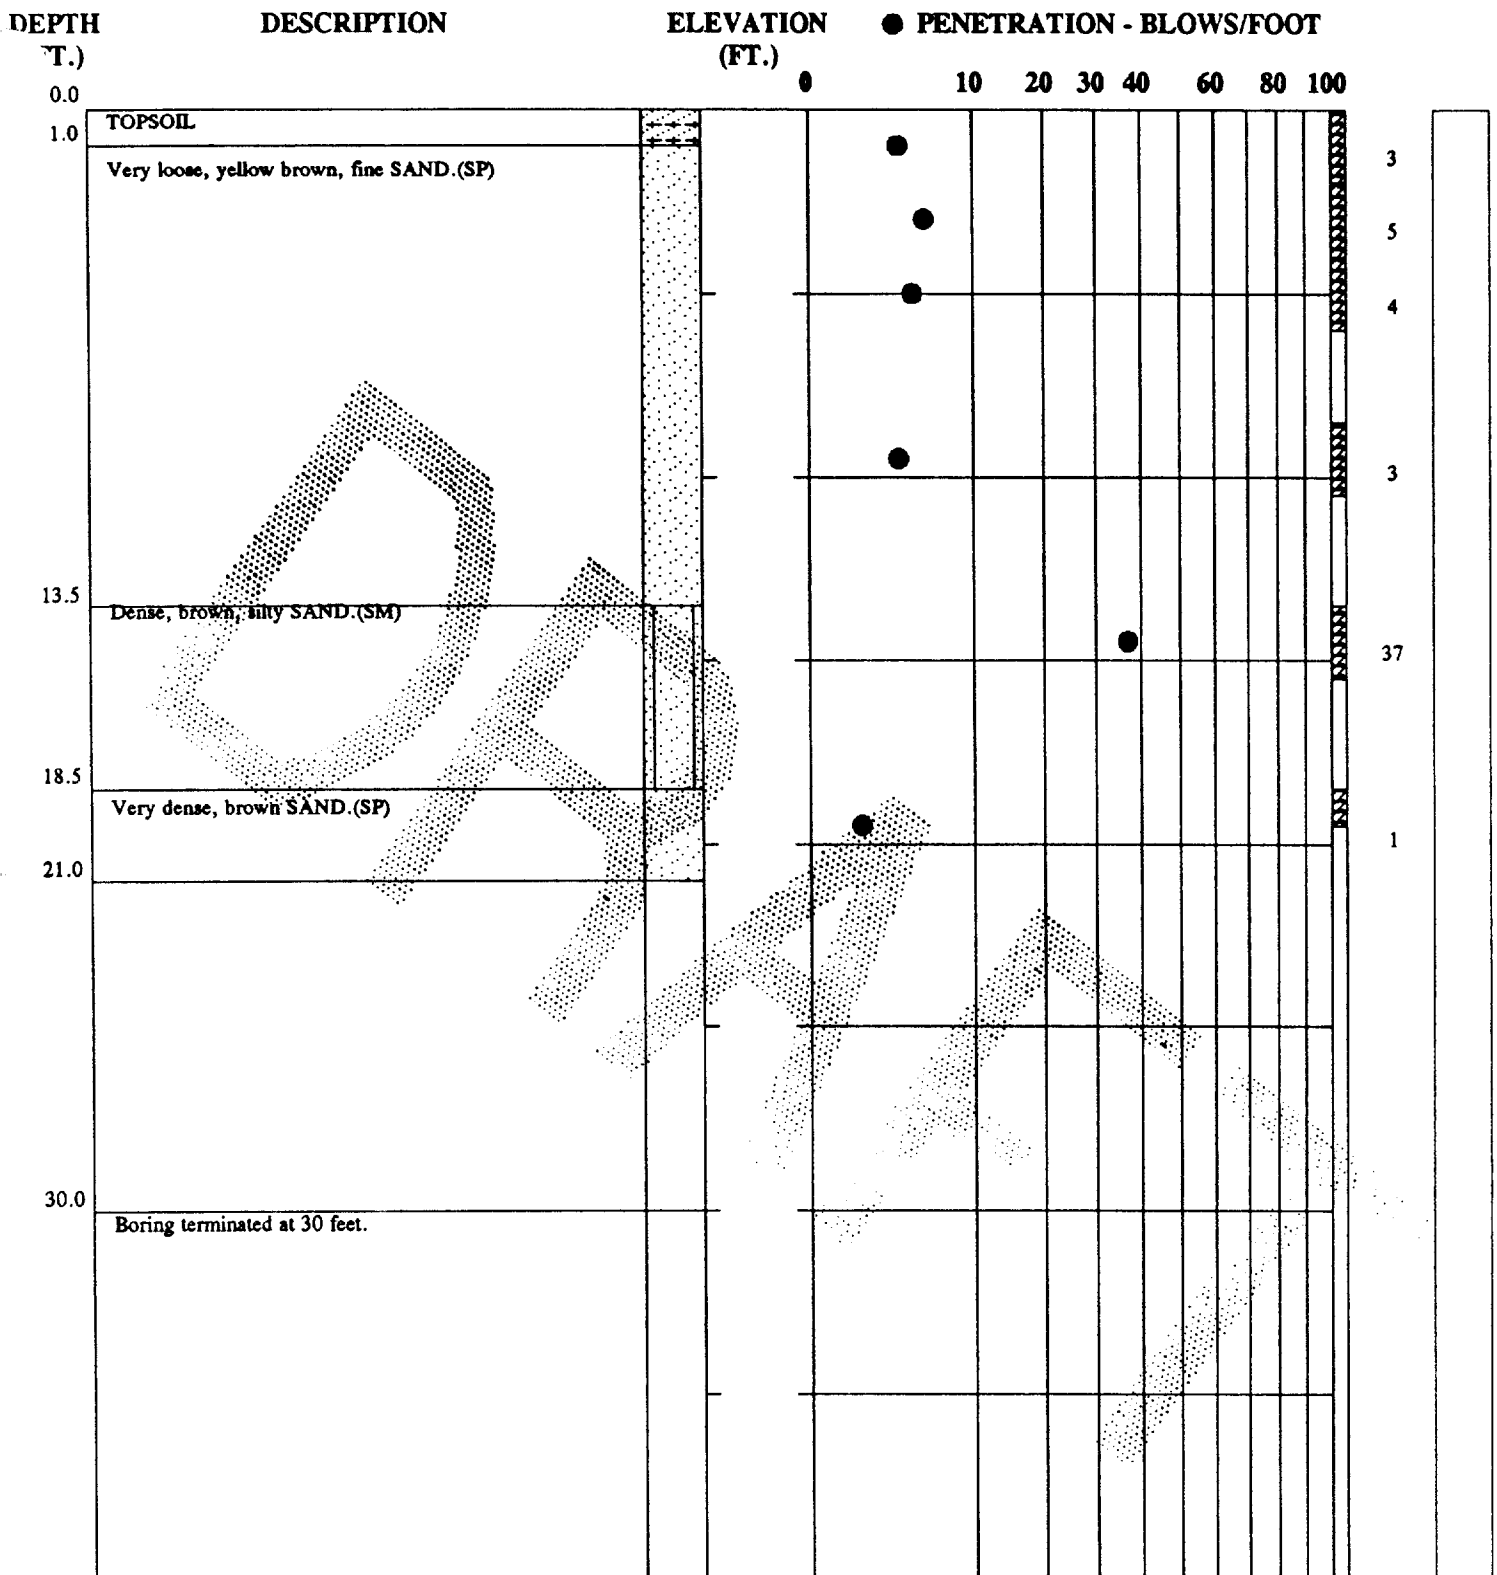 DEPTH DESCRIPTION ELEVATION ● PENETRATION - BLOWS/FOOT
T.) (FT.)
0 10 20 30 40 60 80 100
0.0
TOPSOIL
1.0
3
Very loose, yellow brown, fine SAND.(SP)
5
4
3
13.5
Dense, brown, silty SAND.(SM)
37
18.5
Very dense, brown SAND.(SP)
1
21.0
30.0
Boring terminated at 30 feet.
DRAFT